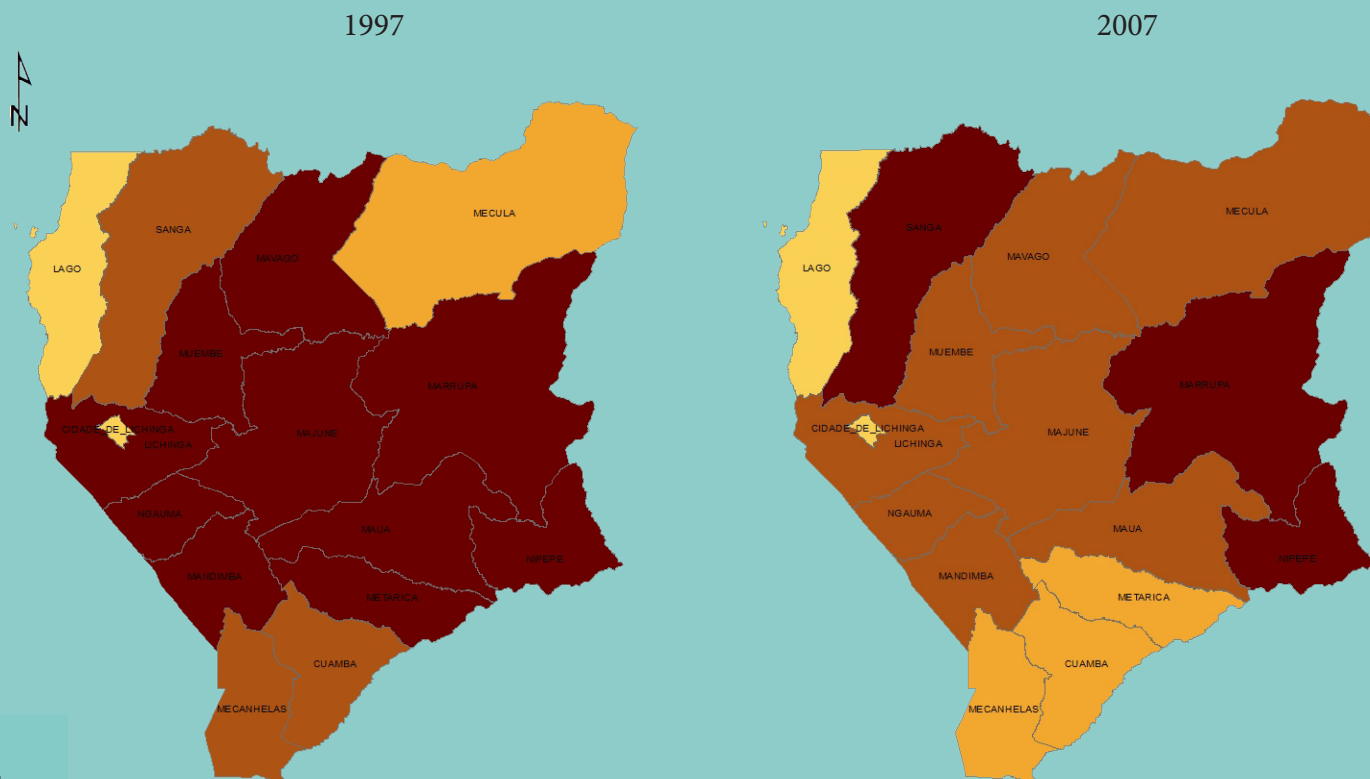 1997
2007
N
MECULA
SANGA
MAVAGO
LAGO
MUEMBE
MARRUPA
CIDADE_DE_LICHINGA
MAJUNE
LICHINGA
NGAUMA
MAUA
NIPEPE
MANDIMBA
METARICA
CUAMBA
MECANHELAS
MECULA
SANGA
MAVAGO
LAGO
MUEMBE
MARRUPA
CIDADE_DE_LICHINGA
MAJUNE
LICHINGA
NGAUMA
MAUA
NIPEPE
MANDIMBA
METARICA
CUAMBA
MECANHELAS